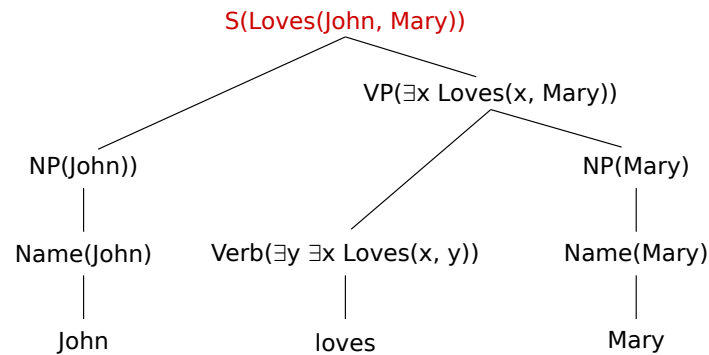 S(Loves(John, Mary))
VP(∃x Loves(x, Mary))
NP(John))
NP(Mary)
Name(John)
Verb(∃y ∃x Loves(x, y))
Name(Mary)
John
loves
Mary